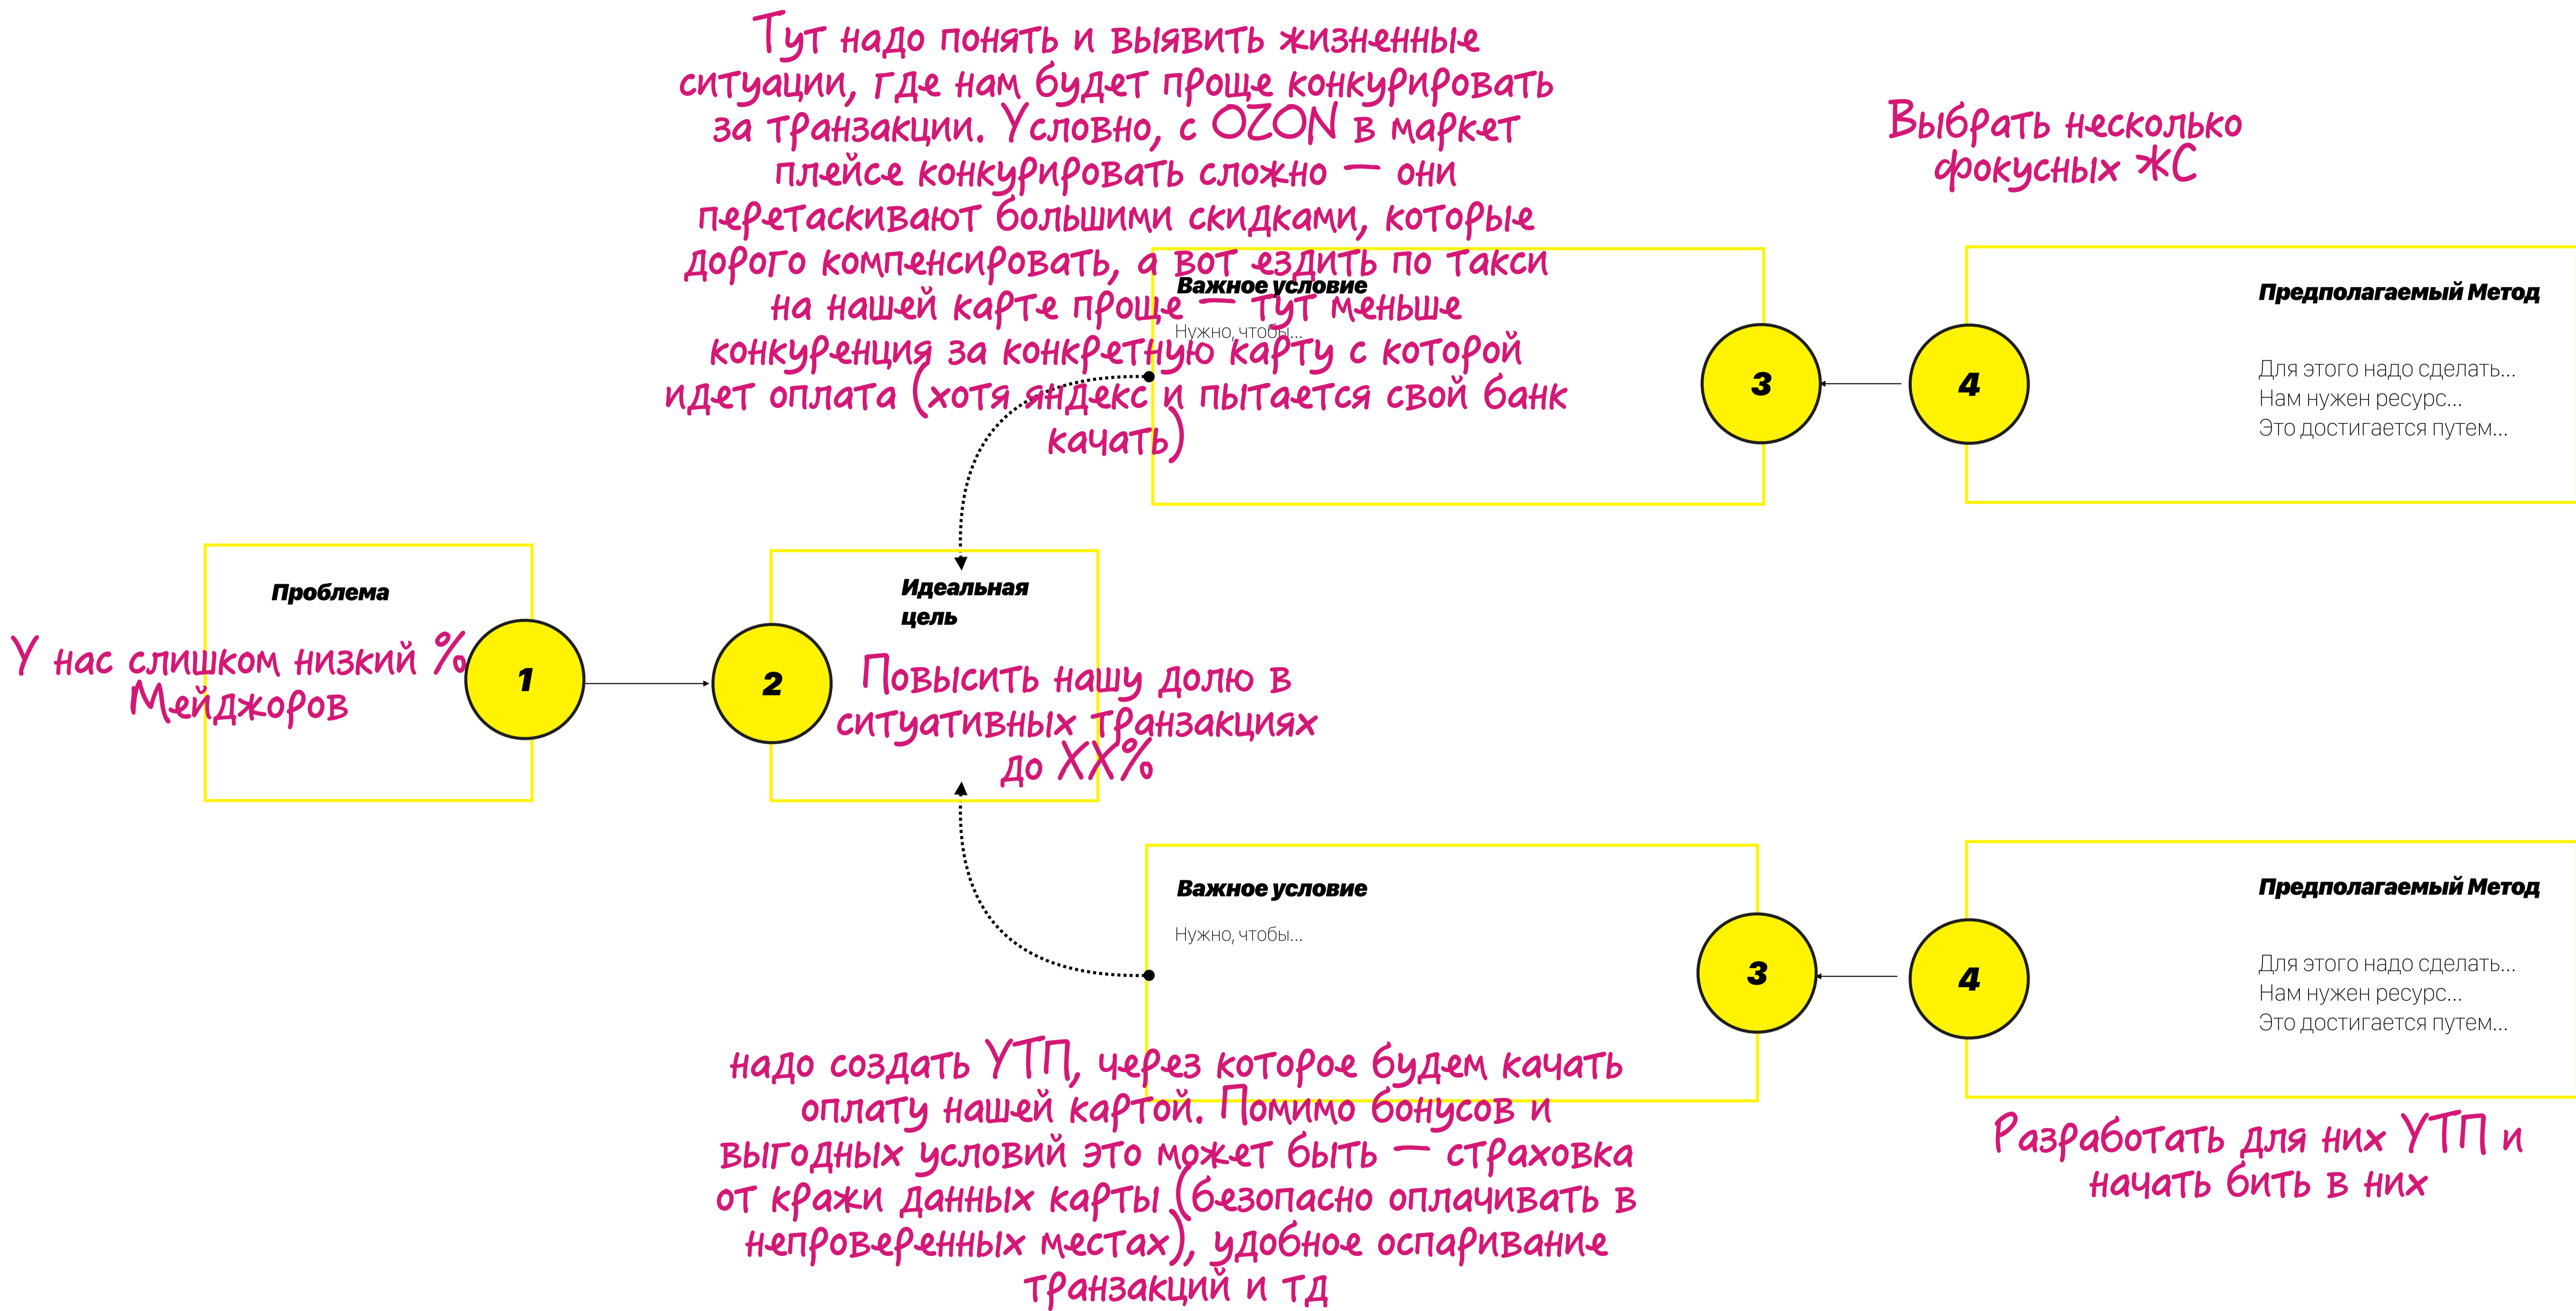 Тут надо понять и выявить жизненные
ситуации, где нам будет проще конкурировать
за транзакции. Условно, с OZON в маркет
плейсе конкурировать сложно — они
перетаскивают большими скидками, которые
дорого компенсировать, а вот ездить по такси
на нашей карте проще — тут меньше
конкуренция за конкретную карту с которой
идет оплата (хотя яндекс и пытается свой банк
качать)
Важное условие
Нужно, чтобы...
3
Выбрать несколько
фокусных ЖС
4
Предполагаемый Метод
Для этого надо сделать...
Нам нужен ресурс...
Это достигается путем...
Проблема
У нас слишком низкий %
Мейджоров
1
2
Идеальная
цель
Повысить нашу долю в
ситуативных транзакциях
до XX%
Важное условие
Нужно, чтобы...
3
надо создать УТП, через которое будем качать
оплату нашей картой. Помимо бонусов и
выгодных условий это может быть — страховка
от кражи данных карты (безопасно оплачивать в
непроверенных местах), удобное оспаривание
транзакций и тд
4
Предполагаемый Метод
Для этого надо сделать...
Нам нужен ресурс...
Это достигается путем...
Разработать для них УТП и
начать бить в них